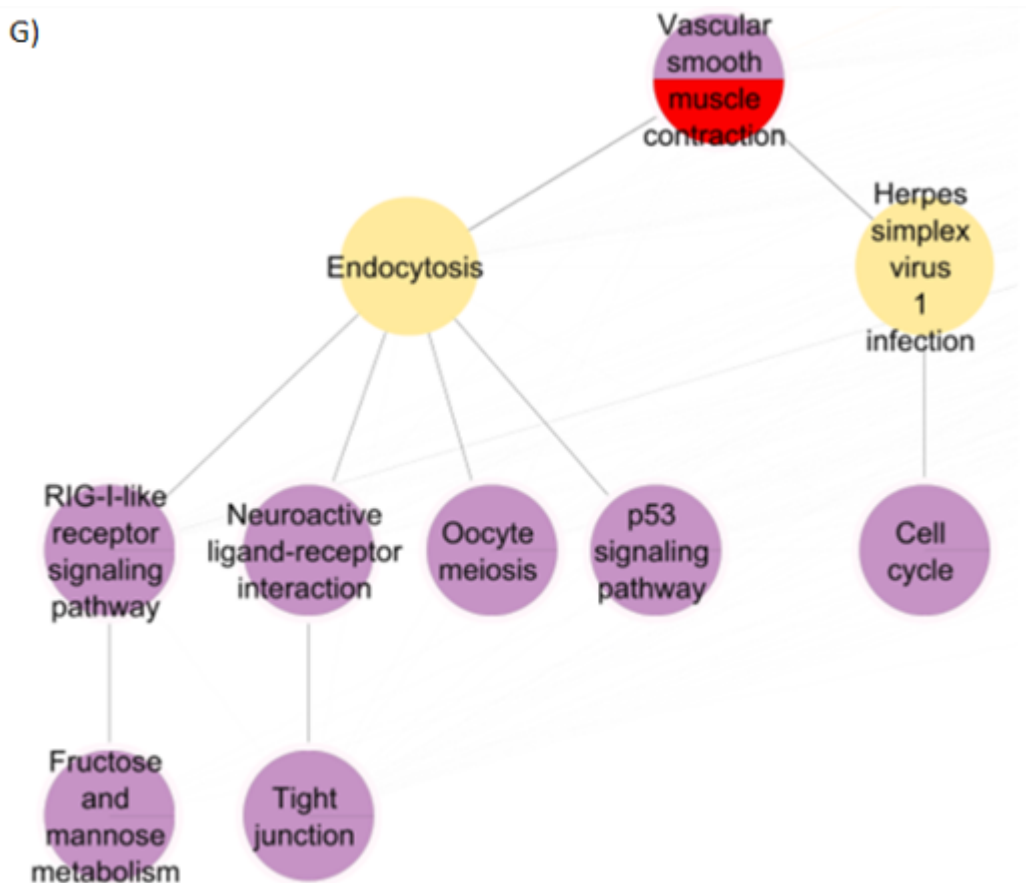 G)
Vascular
smooth
muscle
contraction
Endocytosis
Herpes
simplex
virus
1
infection
RIG-I-like
receptor
signaling
pathway
Neuroactive
ligand-receptor
interaction
Oocyte
meiosis
p53
signaling
pathway
Cell
cycle
Fructose
and
mannose
metabolism
Tight
junction